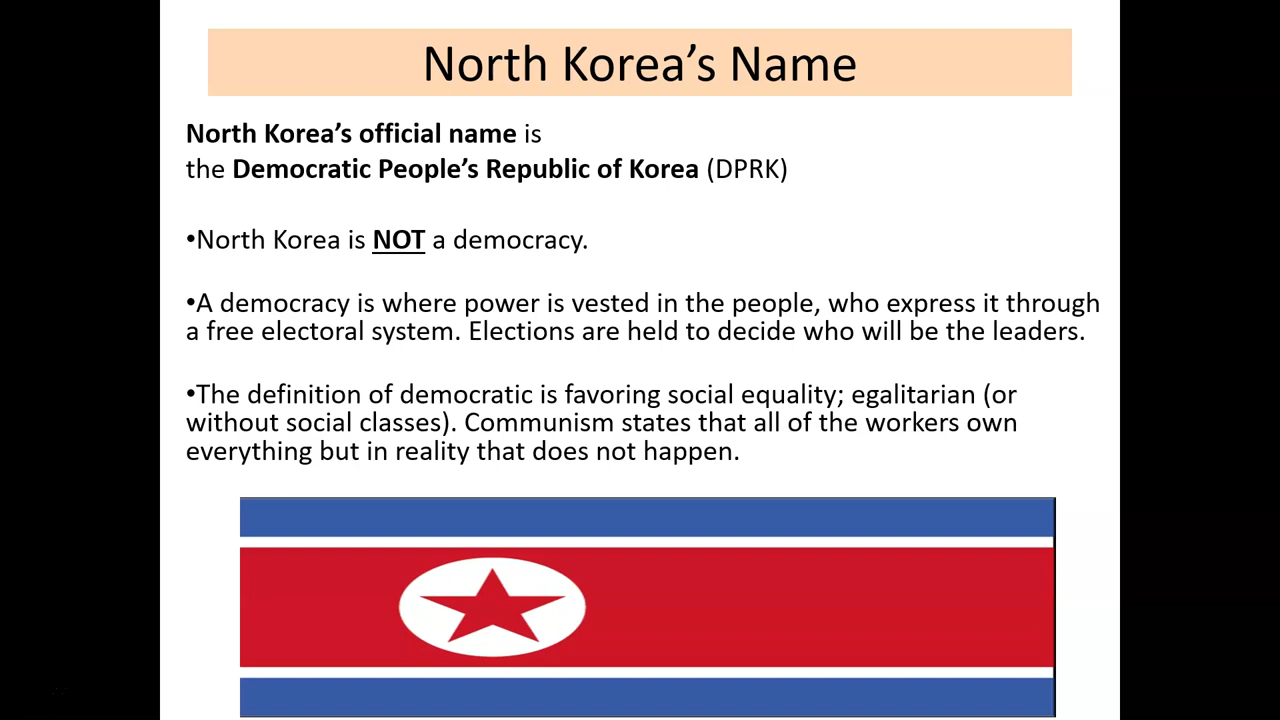 North Korea’s Name
North Korea’s official name is
the Democratic People’s Republic of Korea (DPRK)
•North Korea is NOT a democracy.
•A democracy is where power is vested in the people, who express it through
a free electoral system. Elections are held to decide who will be the leaders.
•The definition of democratic is favoring social equality; egalitarian (or
without social classes). Communism states that all of the workers own
everything but in reality that does not happen.